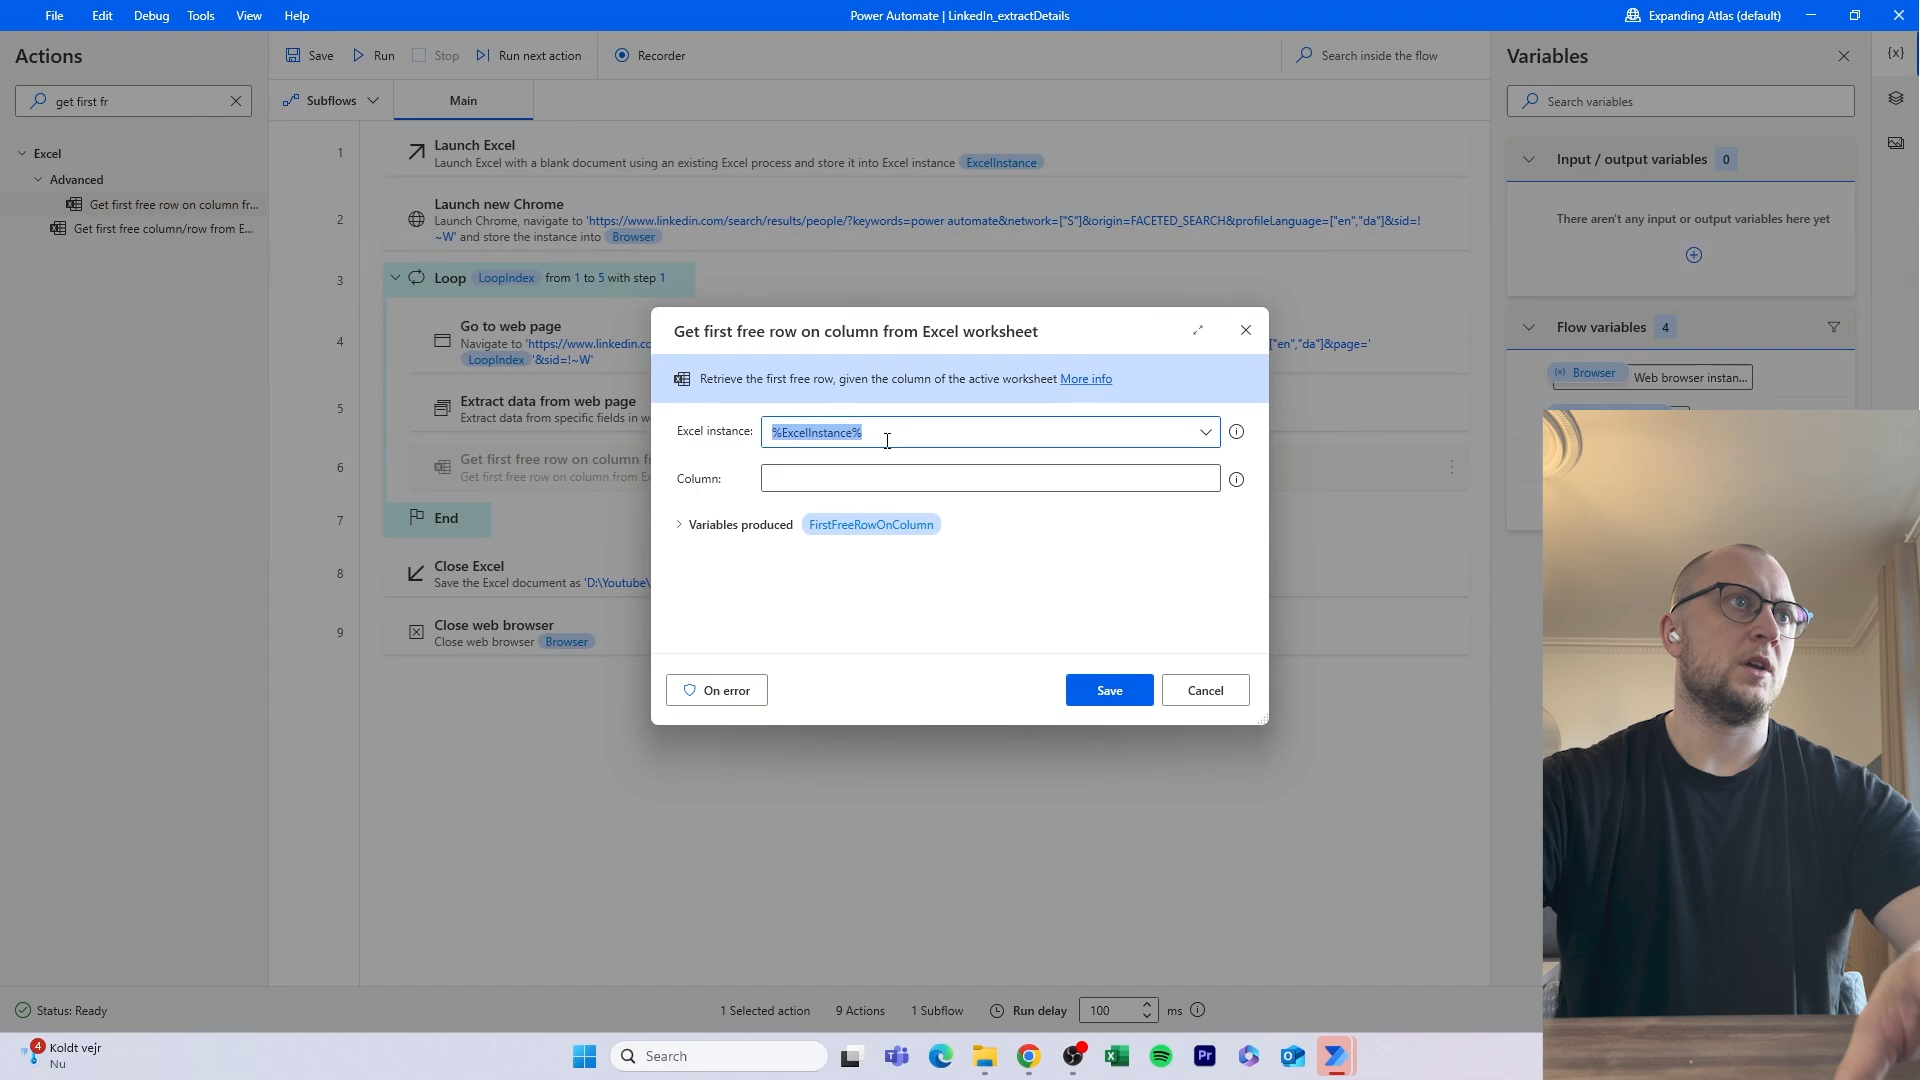 File Edit Debug Tools View Help
Power Automate | LinkedIn_extractDetails
Expanding Atlas (default)
Actions
get first fr
Excel
Advanced
Get first free row on column fr...
Get first free column/row from E...
Save Run Stop Run next action Recorder
Search inside the flow
Subflows Main
1
Launch Excel
Launch Excel with a blank document using an existing Excel process and store it into Excel instance ExcelInstance
2
Launch new Chrome
Launch Chrome, navigate to 'https://www.linkedin.com/search/results/people/?keywords=power automate&network=["S"]&origin=FACETED_SEARCH&profileLanguage=["en","da"]&sid=!
~W' and store the instance into Browser
3
Loop LoopIndex from 1 to 5 with step 1
4
Go to web page
Navigate to 'https://www.linkedin.co ["en","da"]&page='
LoopIndex '&sid=!~W'
5
Extract data from web page
Extract data from specific fields in w
6
Get first free row on column f
Get first free row on column from E
7
End
8
Close Excel
Save the Excel document as 'D:\Youtube\
9
Close web browser
Close web browser Browser
Get first free row on column from Excel worksheet
Retrieve the first free row, given the column of the active worksheet More info
Excel instance: %ExcelInstance%
Column:
Variables produced FirstFreeRowOnColumn
On error
Save Cancel
Variables
{x}
Search variables
Input / output variables 0
There aren't any input or output variables here yet
Flow variables 4
(x) Browser Web browser instan...
Status: Ready
1 Selected action 9 Actions 1 Subflow Run delay 100 ms
4
Koldt vejr
Nu
Search
Pr